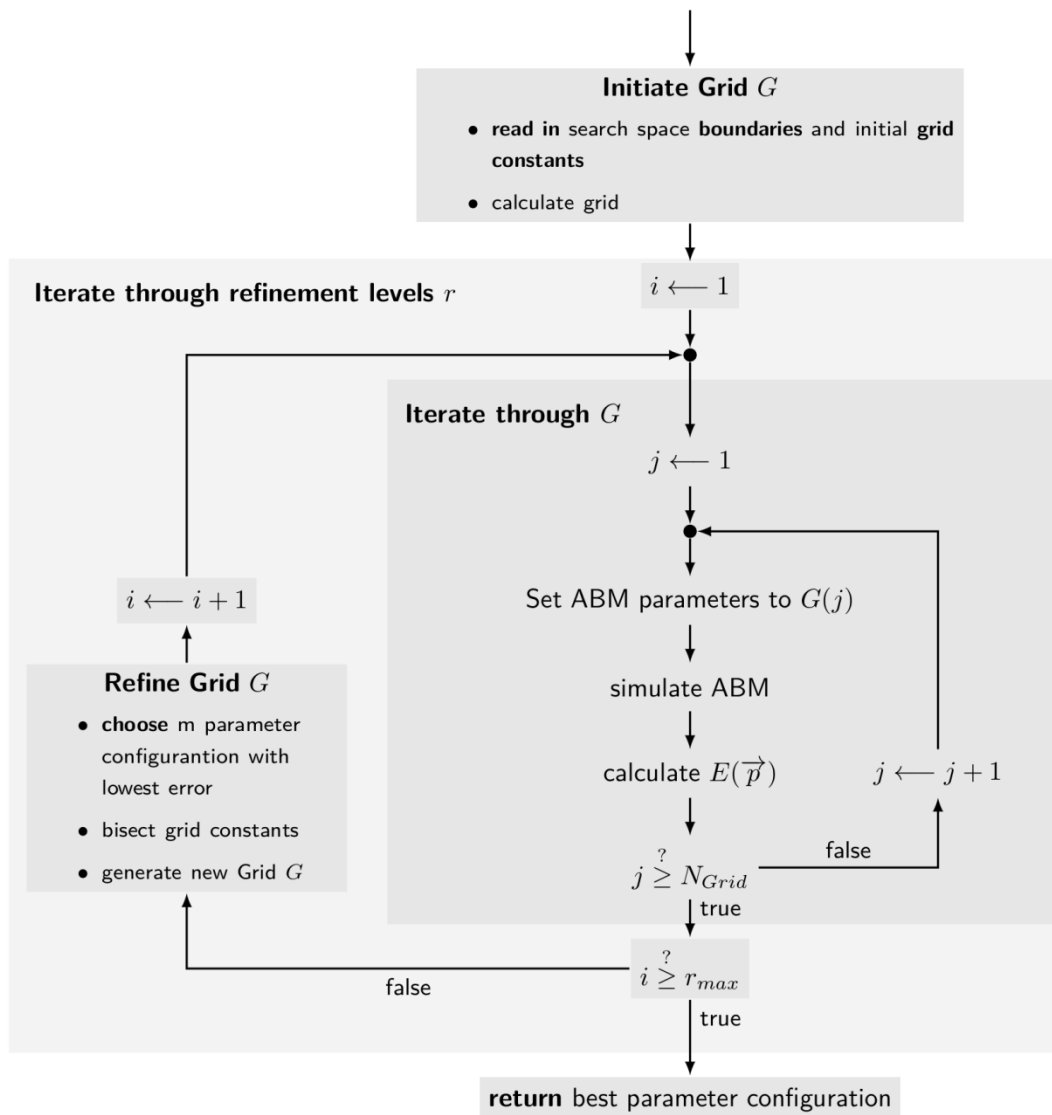 Initiate Grid G
• read in search space boundaries and initial grid
constants
• calculate grid
Iterate through refinement levels r
i ⟵ 1
Iterate through G
j ⟵ 1
i ⟵ i + 1
Set ABM parameters to G(j)
Refine Grid G
• choose m parameter
configurantion with
lowest error
• bisect grid constants
• generate new Grid G
simulate ABM
calculate E(p⃗)
j ⟵ j + 1
j ≥? N_Grid
false
true
i ≥? r_max
false
true
return best parameter configuration